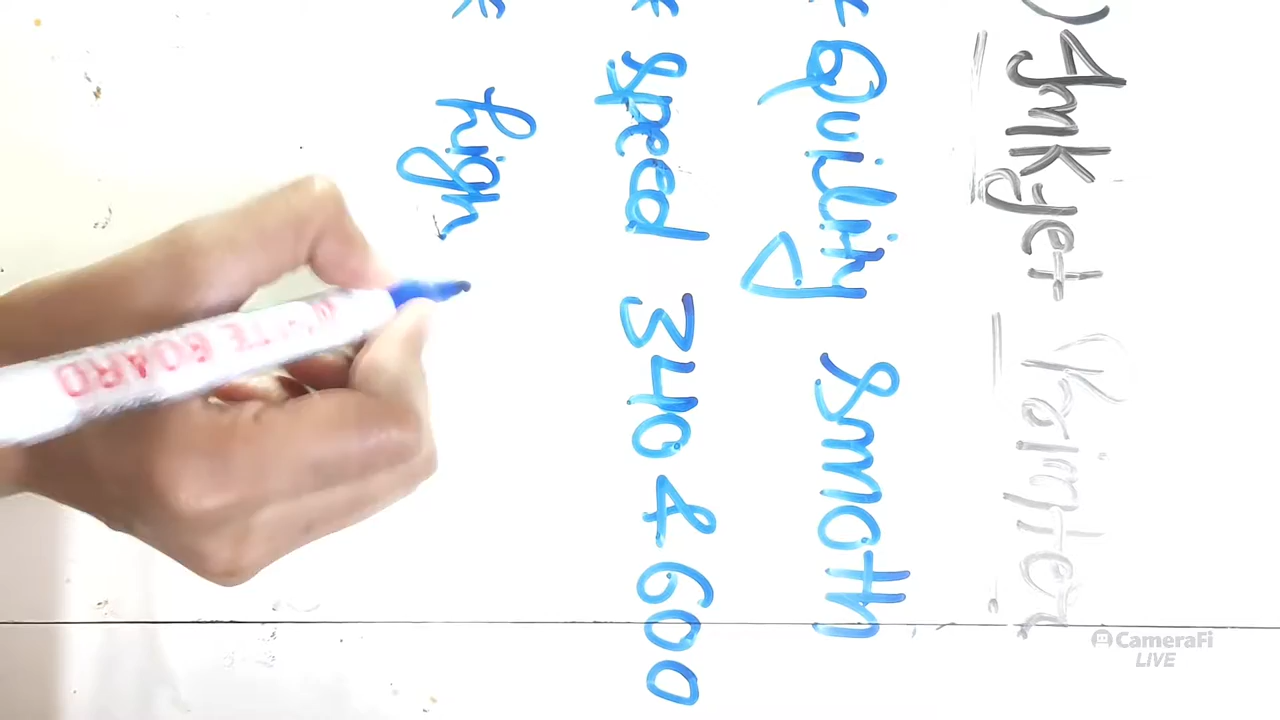 ) Inkjet Printer
* Quility Smoth
* Speed 340 & 600
* high
WHITE BOARD
CameraFi
LIVE